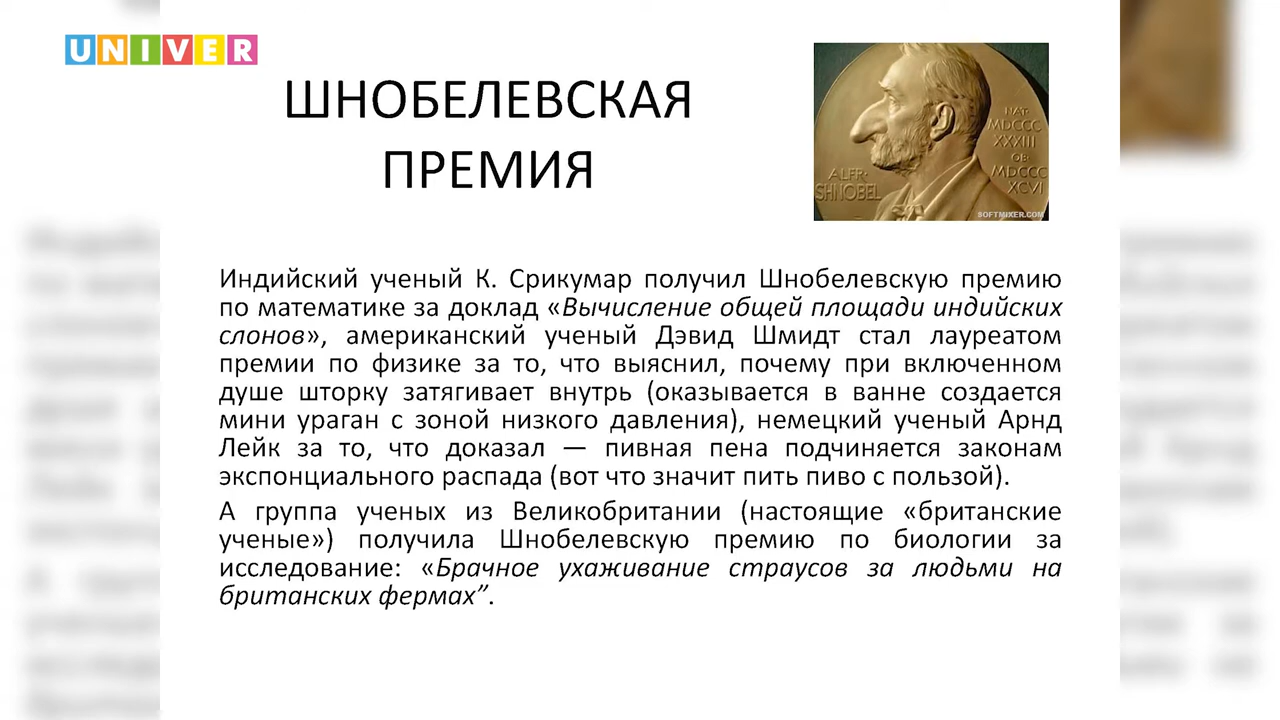 UNIVER
ШНОБЕЛЕВСКАЯ
ПРЕМИЯ
ALFR·
SHNOBEL
NAT·
MDCCC
XXXIII
OB·
MDCCC
XCVI
SOFTMIXER.COM
Индийский ученый К. Срикумар получил Шнобелевскую премию
по математике за доклад «Вычисление общей площади индийских
слонов», американский ученый Дэвид Шмидт стал лауреатом
премии по физике за то, что выяснил, почему при включенном
душе шторку затягивает внутрь (оказывается в ванне создается
мини ураган с зоной низкого давления), немецкий ученый Арнд
Лейк за то, что доказал — пивная пена подчиняется законам
экспонциального распада (вот что значит пить пиво с пользой).
А группа ученых из Великобритании (настоящие «британские
ученые») получила Шнобелевскую премию по биологии за
исследование: «Брачное ухаживание страусов за людьми на
британских фермах”.